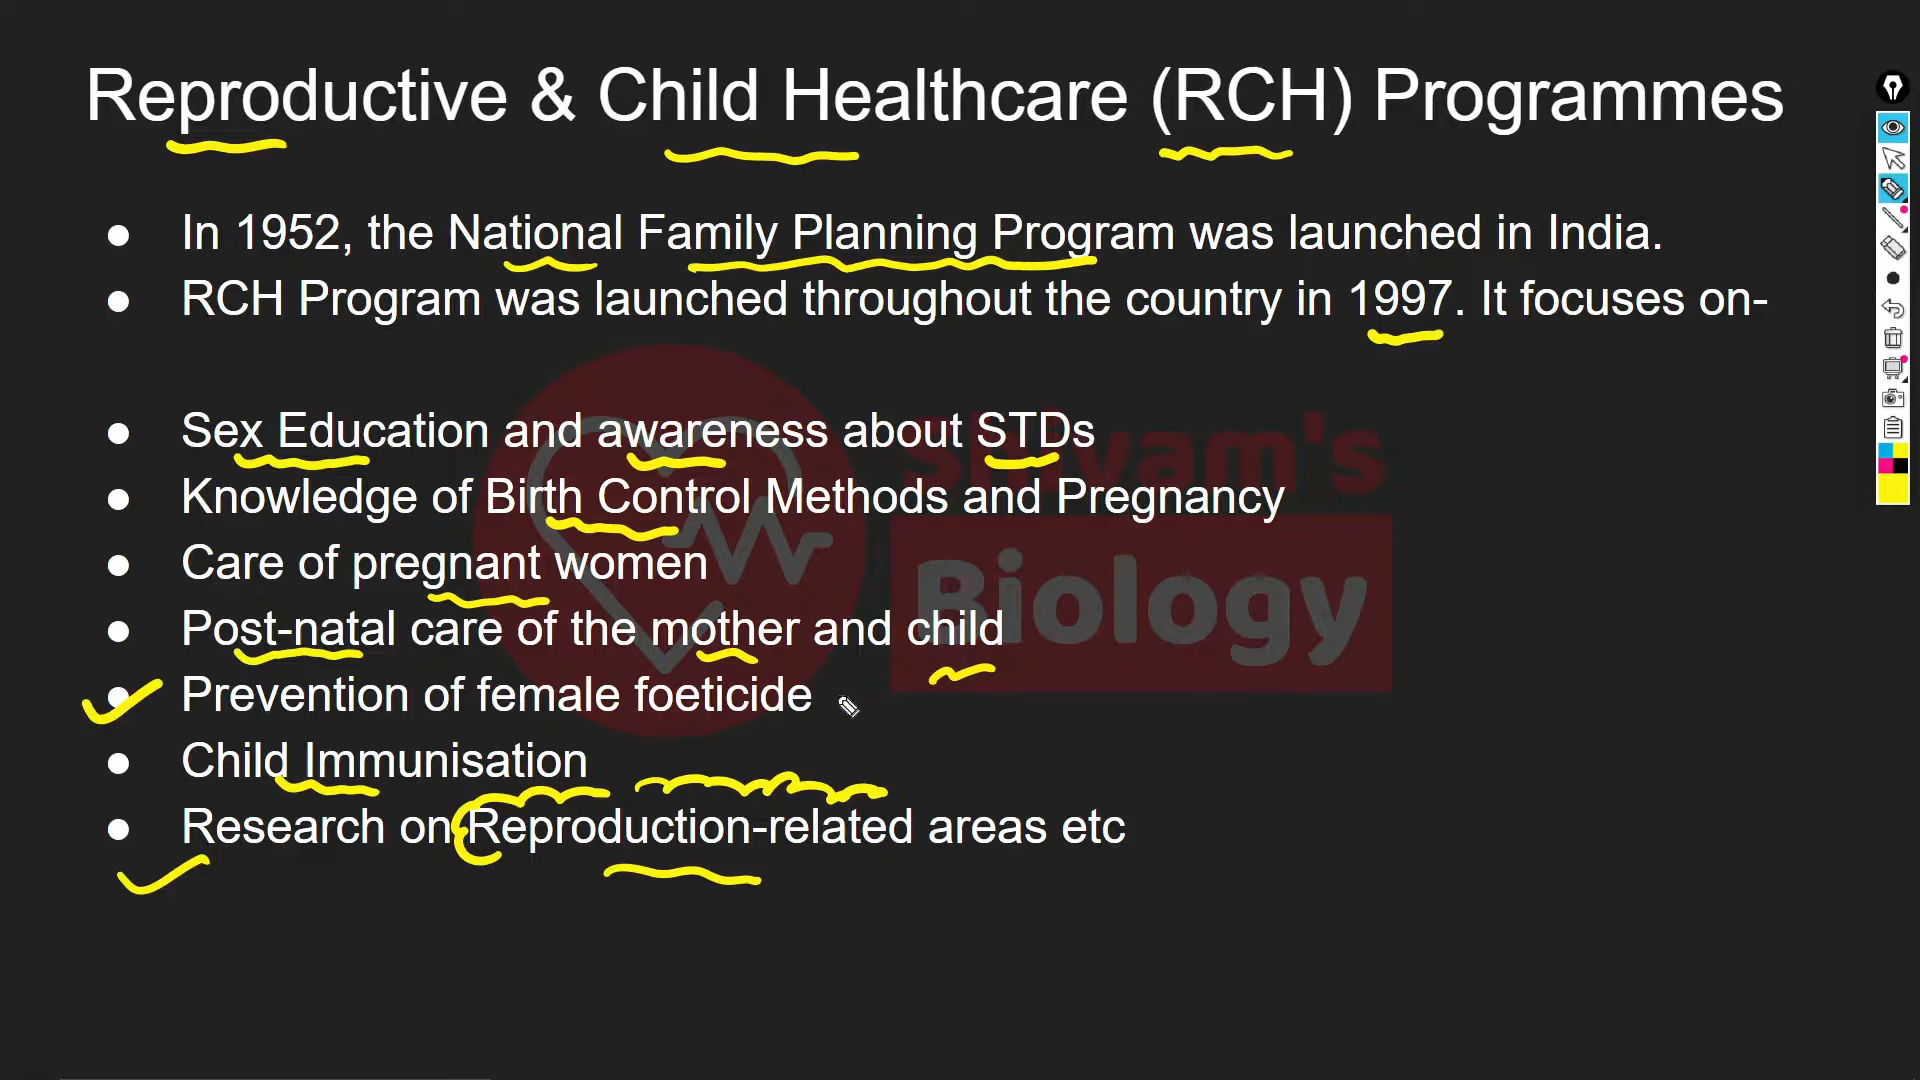 Reproductive & Child Healthcare (RCH) Programmes
● In 1952, the National Family Planning Program was launched in India.
● RCH Program was launched throughout the country in 1997. It focuses on-
● Sex Education and awareness about STDs
● Knowledge of Birth Control Methods and Pregnancy
● Care of pregnant women
● Post-natal care of the mother and child
● Prevention of female foeticide
● Child Immunisation
● Research on Reproduction-related areas etc
Shivam's
Biology